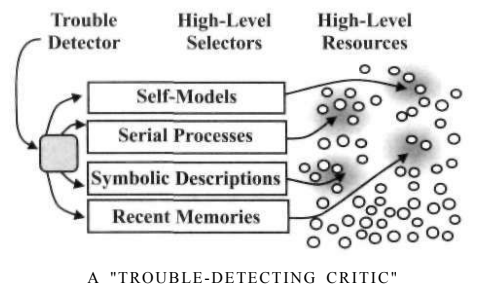 Trouble
Detector
High-Level
Selectors
High-Level
Resources
Self-Models
Serial Processes
Symbolic Descriptions
Recent Memories
A "TROUBLE-DETECTING CRITIC"